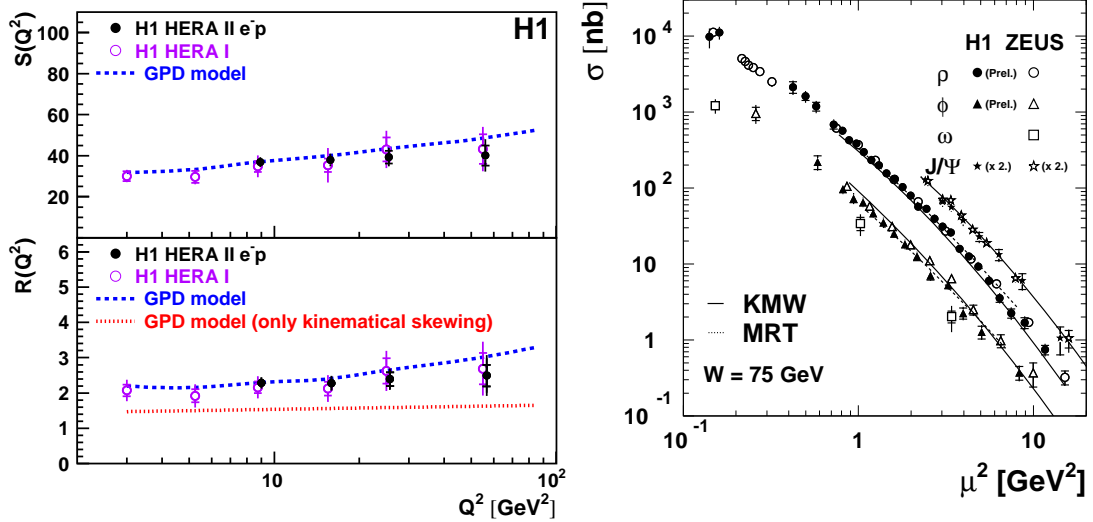 S(Q²)
100
80
60
40
20
0
H1 HERA II e⁻p
H1 HERA I
GPD model
H1
R(Q²)
6
5
4
3
2
1
0
H1 HERA II e⁻p
H1 HERA I
GPD model
GPD model (only kinematical skewing)
10
10²
Q² [GeV²]
σ [nb]
10⁴
10³
10²
10
1
10⁻¹
H1 ZEUS
ρ (Prel.)
ϕ (Prel.)
ω
J/Ψ (x 2.) (x 2.)
KMW
MRT
W = 75 GeV
10⁻¹
1
10
μ² [GeV²]